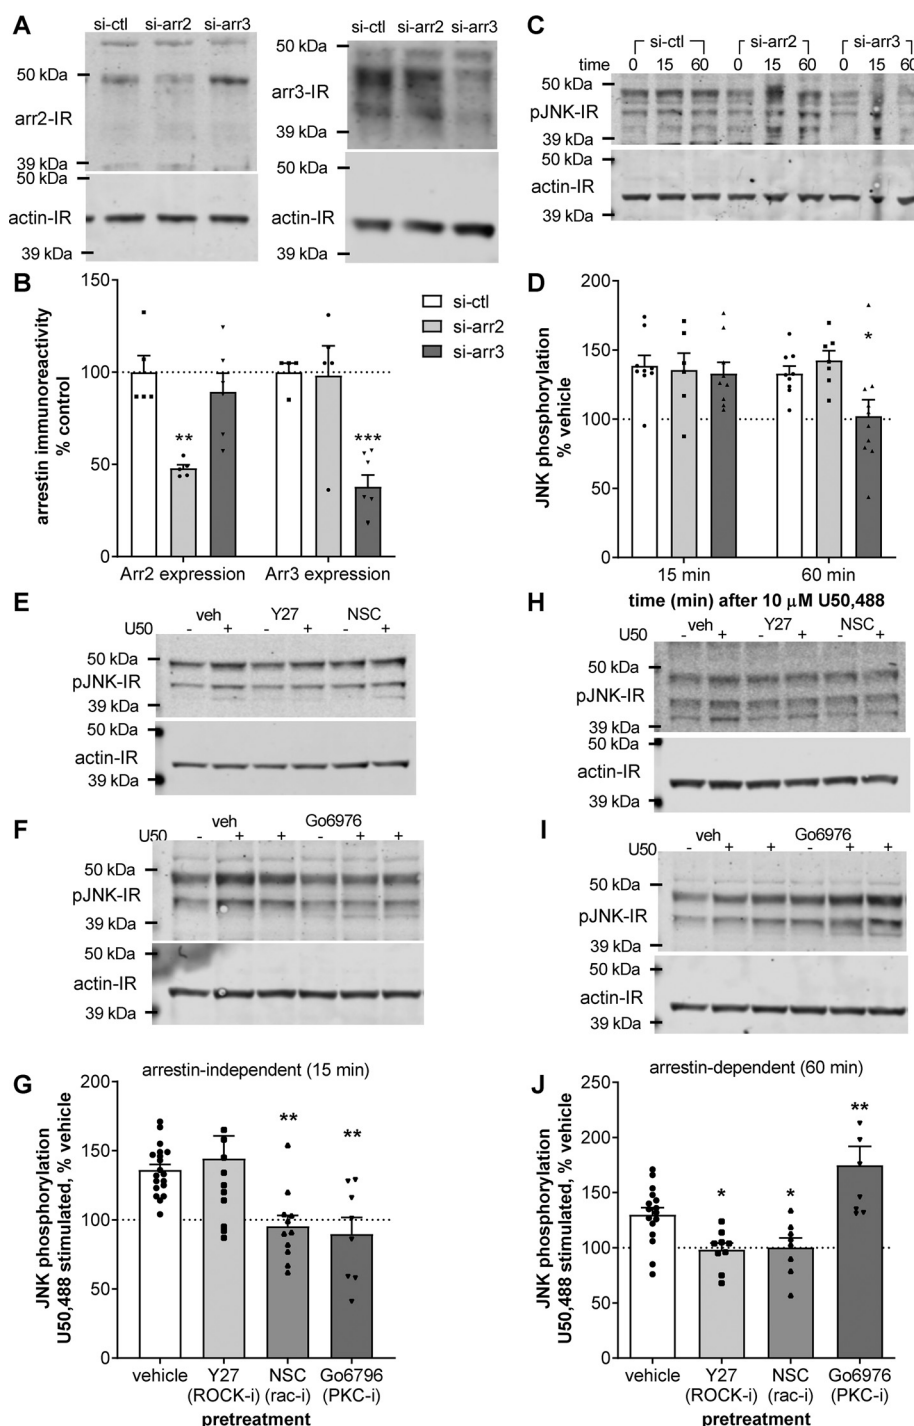 A
si-ctl si-arr2 si-arr3
50 kDa
arr2-IR
39 kDa
50 kDa
actin-IR
39 kDa
si-ctl si-arr2 si-arr3
50 kDa
arr3-IR
39 kDa
50 kDa
actin-IR
39 kDa
C
si-ctl si-arr2 si-arr3
time 0 15 60 0 15 60 0 15 60
50 kDa
pJNK-IR
39 kDa
50 kDa
actin-IR
39 kDa
B
arrestin immunoreactivity
% control
150
100
50
0
** ***
Arr2 expression Arr3 expression
si-ctl
si-arr2
si-arr3
D
JNK phosphorylation
% vehicle
200
150
100
50
0
*
15 min 60 min
time (min) after 10 μM U50,488
E
veh Y27 NSC
U50 - + - + - +
50 kDa
pJNK-IR
39 kDa
50 kDa
actin-IR
39 kDa
H
veh Y27 NSC
U50 - + - + - +
50 kDa
pJNK-IR
39 kDa
50 kDa
actin-IR
39 kDa
F
veh Go6976
U50 - + + - + +
50 kDa
pJNK-IR
39 kDa
50 kDa
actin-IR
39 kDa
I
veh Go6976
U50 - + + - + +
50 kDa
pJNK-IR
39 kDa
50 kDa
actin-IR
39 kDa
G
arrestin-independent (15 min)
JNK phosphorylation
U50,488 stimulated, % vehicle
200
150
100
50
0
** **
vehicle Y27 NSC Go6796
(ROCK-i) (rac-i) (PKC-i)
pretreatment
J
arrestin-dependent (60 min)
JNK phosphorylation
U50,488 stimulated, % vehicle
250
200
150
100
50
0
* * **
vehicle Y27 NSC Go6976
(ROCK-i) (rac-i) (PKC-i)
pretreatment